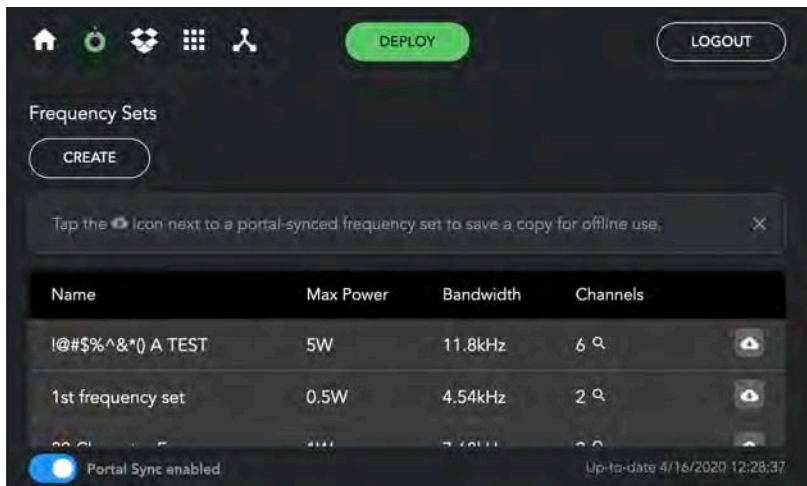 DEPLOY
LOGOUT
Frequency Sets
CREATE
Tap the icon next to a portal-synced frequency set to save a copy for offline use.
Name Max Power Bandwidth Channels
!@#$%^&*() A TEST 5W 11.8kHz 6
1st frequency set 0.5W 4.54kHz 2
Portal Sync enabled
Up-to-date 4/16/2020 12:28:37